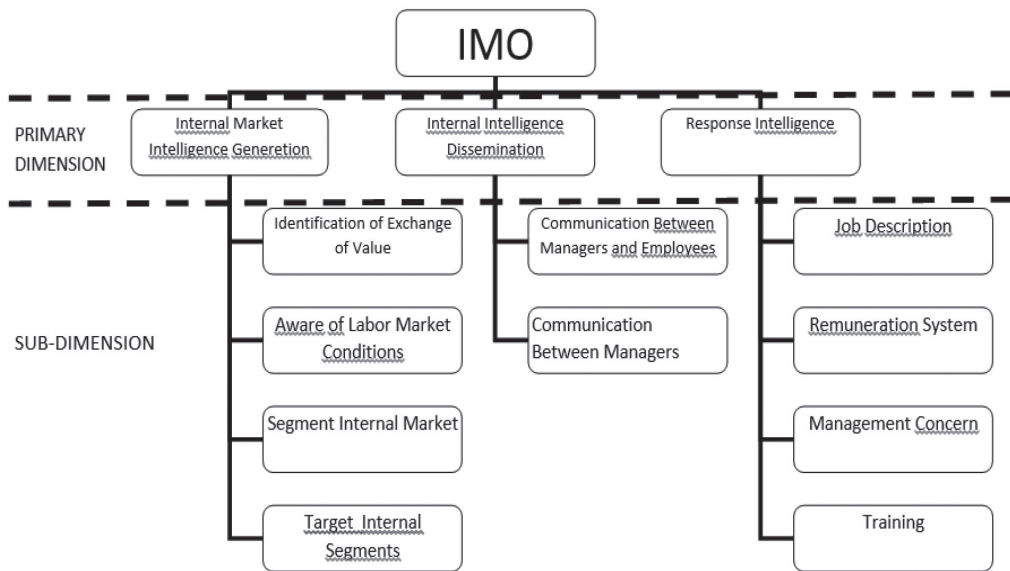 IMO
PRIMARY
DIMENSION
Internal Market
Intelligence Generetion
Internal Intelligence
Dissemination
Response Intelligence
SUB-DIMENSION
Identification of Exchange
of Value
Aware of Labor Market
Conditions
Segment Internal Market
Target Internal
Segments
Communication Between
Managers and Employees
Communication
Between Managers
Job Description
Remuneration System
Management Concern
Training